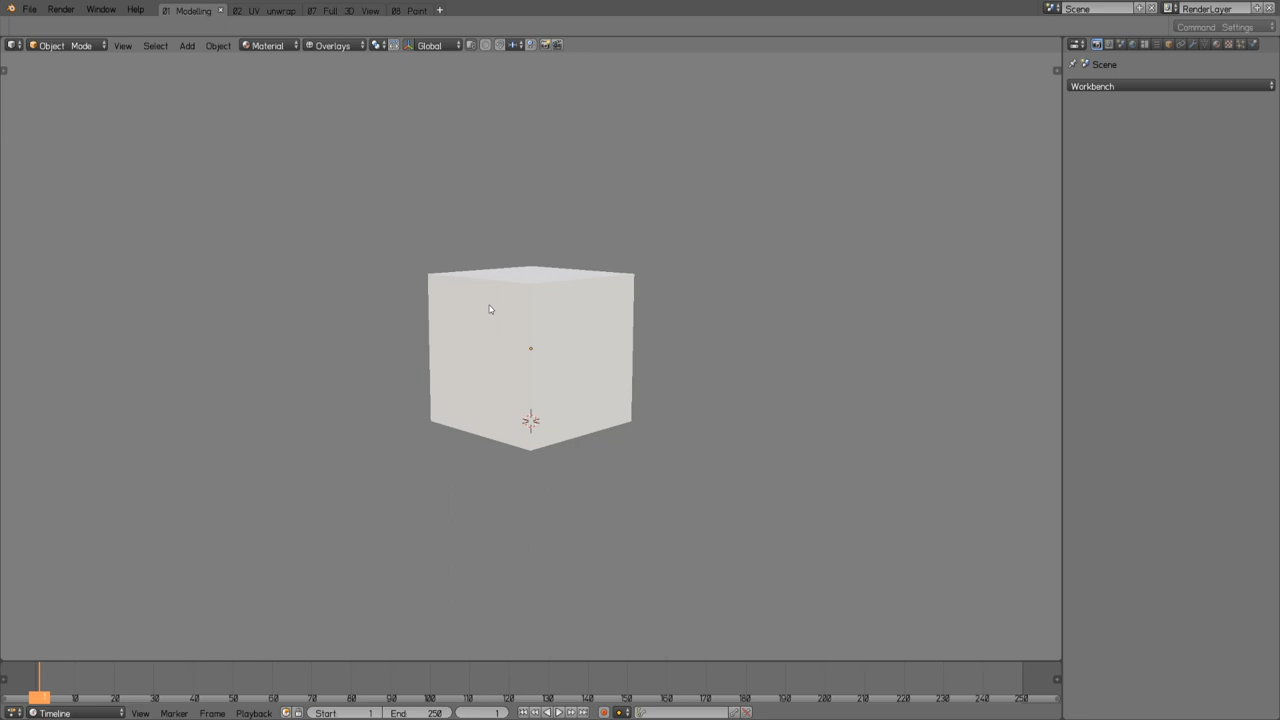 File Render Window Help 01 Modelling 02 UV unwrap 07 Full 3D View 08 Paint Scene RenderLayer
Command Settings
Object Mode View Select Add Object Material Overlays Global
Scene
Workbench
10 20 30 40 50 60 70 80 90 100 110 120 130 140 150 160 170 180 190 200 210 220 230 240 250
Timeline View Marker Frame Playback Start 1 End 250 1